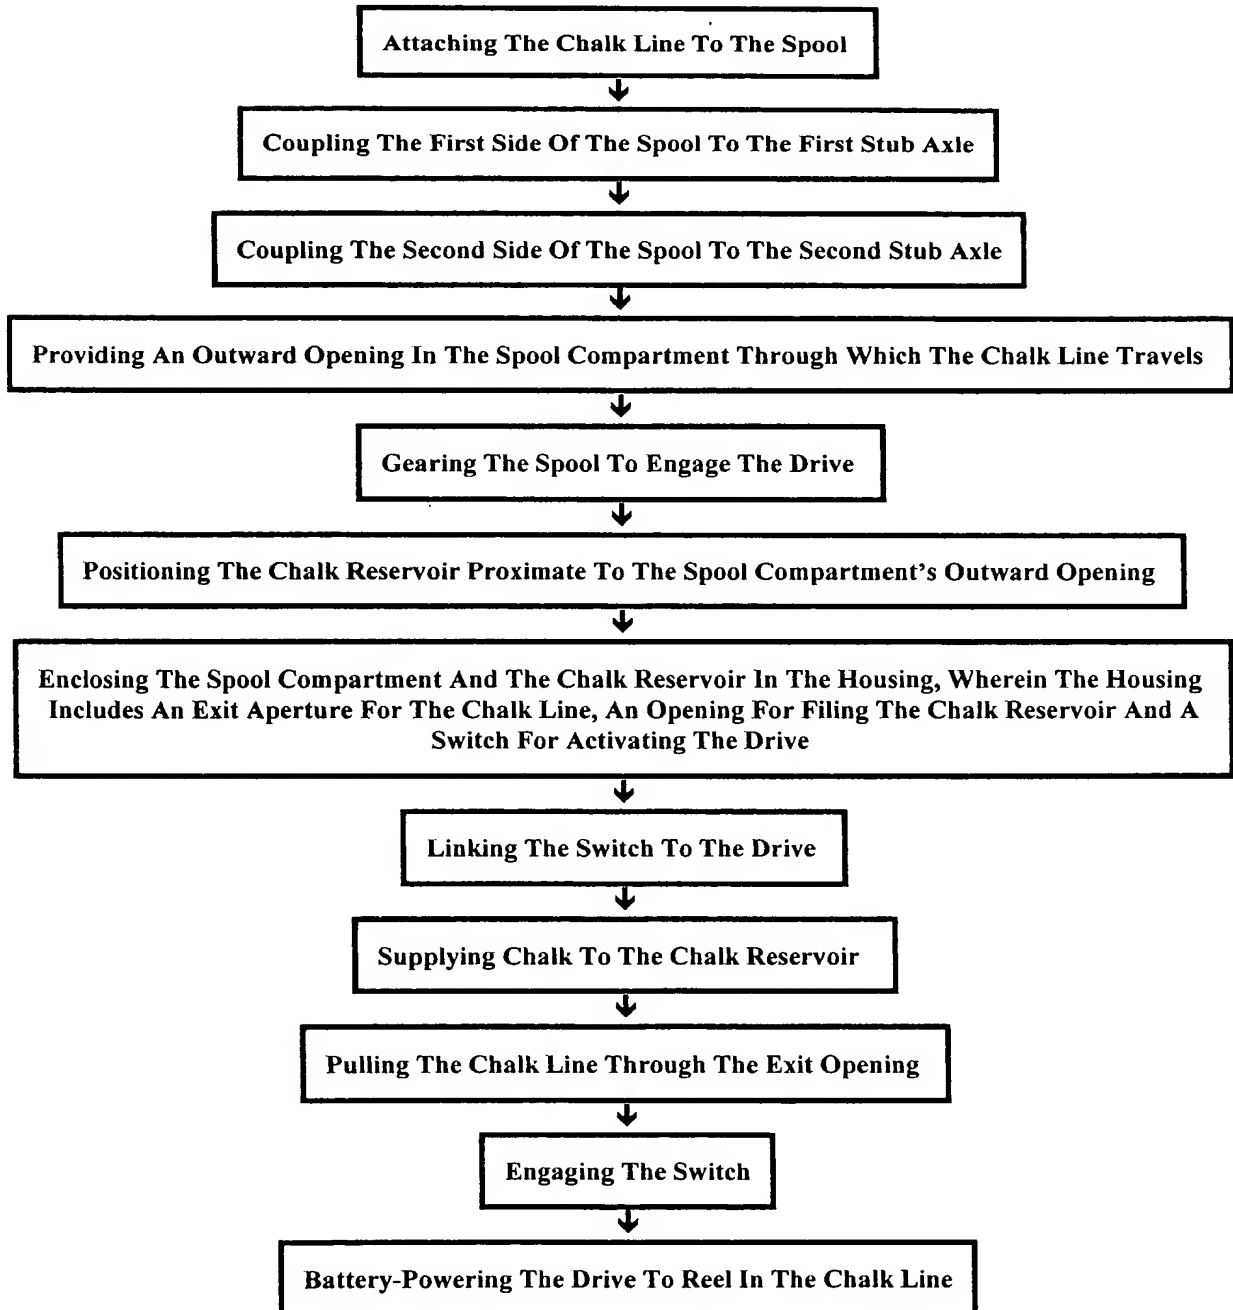 Attaching The Chalk Line To The Spool
Coupling The First Side Of The Spool To The First Stub Axle
Coupling The Second Side Of The Spool To The Second Stub Axle
Providing An Outward Opening In The Spool Compartment Through Which The Chalk Line Travels
Gearing The Spool To Engage The Drive
Positioning The Chalk Reservoir Proximate To The Spool Compartment's Outward Opening
Enclosing The Spool Compartment And The Chalk Reservoir In The Housing, Wherein The Housing
Includes An Exit Aperture For The Chalk Line, An Opening For Filing The Chalk Reservoir And A
Switch For Activating The Drive
Linking The Switch To The Drive
Supplying Chalk To The Chalk Reservoir
Pulling The Chalk Line Through The Exit Opening
Engaging The Switch
Battery-Powering The Drive To Reel In The Chalk Line